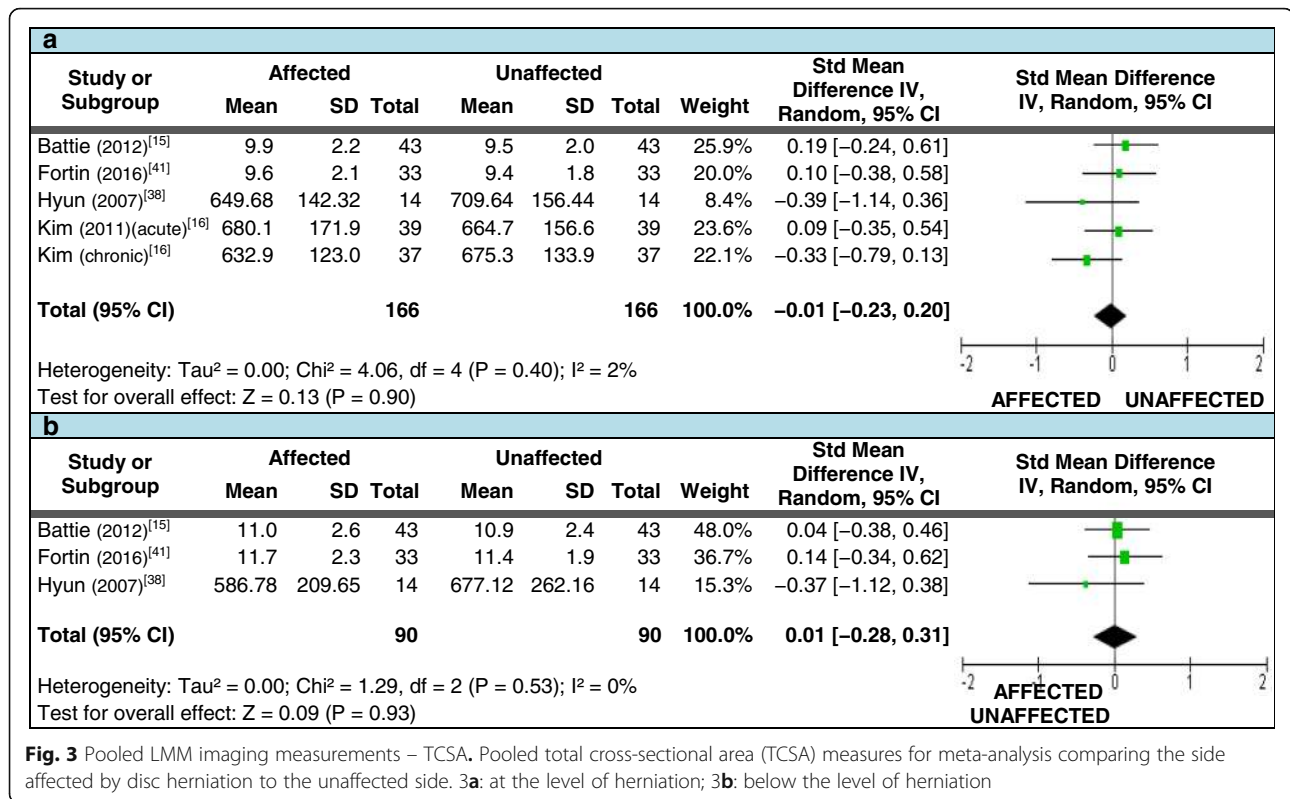 a
Study or Subgroup Affected Unaffected Std Mean Difference IV, Random, 95% CI Std Mean Difference IV, Random, 95% CI
Mean SD Total Mean SD Total Weight
Battie (2012)[15] 9.9 2.2 43 9.5 2.0 43 25.9% 0.19 [−0.24, 0.61]
Fortin (2016)[41] 9.6 2.1 33 9.4 1.8 33 20.0% 0.10 [−0.38, 0.58]
Hyun (2007)[38] 649.68 142.32 14 709.64 156.44 14 8.4% −0.39 [−1.14, 0.36]
Kim (2011)(acute)[16] 680.1 171.9 39 664.7 156.6 39 23.6% 0.09 [−0.35, 0.54]
Kim (chronic)[16] 632.9 123.0 37 675.3 133.9 37 22.1% −0.33 [−0.79, 0.13]
Total (95% CI) 166 166 100.0% −0.01 [−0.23, 0.20]
Heterogeneity: Tau² = 0.00; Chi² = 4.06, df = 4 (P = 0.40); I² = 2%
Test for overall effect: Z = 0.13 (P = 0.90)
-2 -1 0 1 2
AFFECTED UNAFFECTED
b
Study or Subgroup Affected Unaffected Std Mean Difference IV, Random, 95% CI Std Mean Difference IV, Random, 95% CI
Mean SD Total Mean SD Total Weight
Battie (2012)[15] 11.0 2.6 43 10.9 2.4 43 48.0% 0.04 [−0.38, 0.46]
Fortin (2016)[41] 11.7 2.3 33 11.4 1.9 33 36.7% 0.14 [−0.34, 0.62]
Hyun (2007)[38] 586.78 209.65 14 677.12 262.16 14 15.3% −0.37 [−1.12, 0.38]
Total (95% CI) 90 90 100.0% 0.01 [−0.28, 0.31]
Heterogeneity: Tau² = 0.00; Chi² = 1.29, df = 2 (P = 0.53); I² = 0%
Test for overall effect: Z = 0.09 (P = 0.93)
-2 -1 0 1 2
AFFECTED
UNAFFECTED
Fig. 3 Pooled LMM imaging measurements – TCSA. Pooled total cross-sectional area (TCSA) measures for meta-analysis comparing the side
affected by disc herniation to the unaffected side. 3a: at the level of herniation; 3b: below the level of herniation